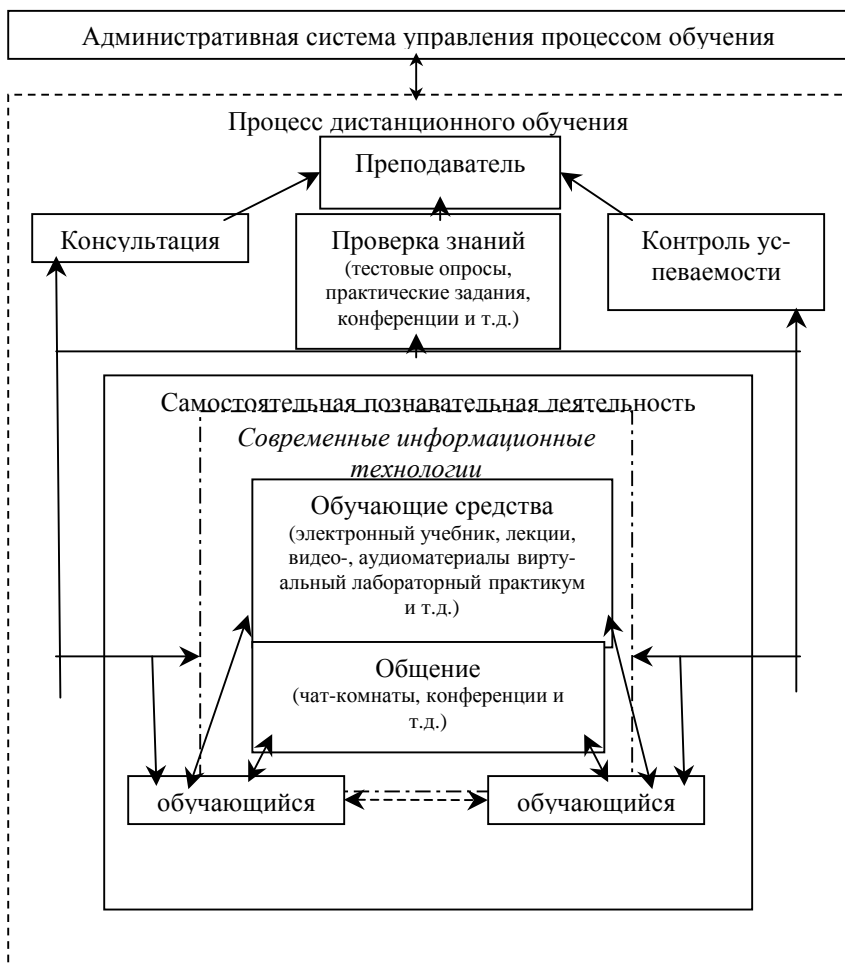 Административная система управления процессом обучения
Процесс дистанционного обучения
Преподаватель
Консультация
Проверка знаний
(тестовые опросы,
практические задания,
конференции и т.д.)
Контроль ус-
певаемости
Самостоятельная познавательная деятельность
Современные информационные
технологии
Обучающие средства
(электронный учебник, лекции,
видео-, аудиоматериалы вирту-
альный лабораторный практикум
и т.д.)
Общение
(чат-комнаты, конференции и
т.д.)
обучающийся
обучающийся